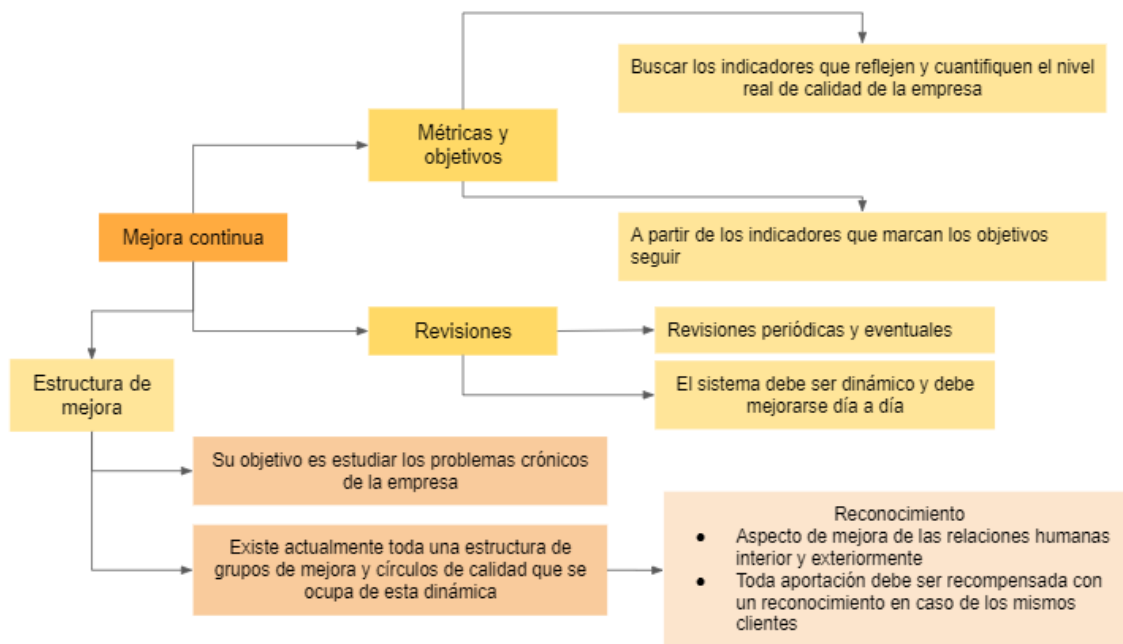 Buscar los indicadores que reflejen y cuantifiquen el nivel
real de calidad de la empresa
Métricas y
objetivos
A partir de los indicadores que marcan los objetivos
seguir
Mejora continua
Revisiones
Revisiones periódicas y eventuales
El sistema debe ser dinámico y debe
mejorarse día a día
Estructura de
mejora
Su objetivo es estudiar los problemas crónicos
de la empresa
Existe actualmente toda una estructura de
grupos de mejora y círculos de calidad que se
ocupa de esta dinámica
Reconocimiento
● Aspecto de mejora de las relaciones humanas
interior y exteriormente
● Toda aportación debe ser recompensada con
un reconocimiento en caso de los mismos
clientes